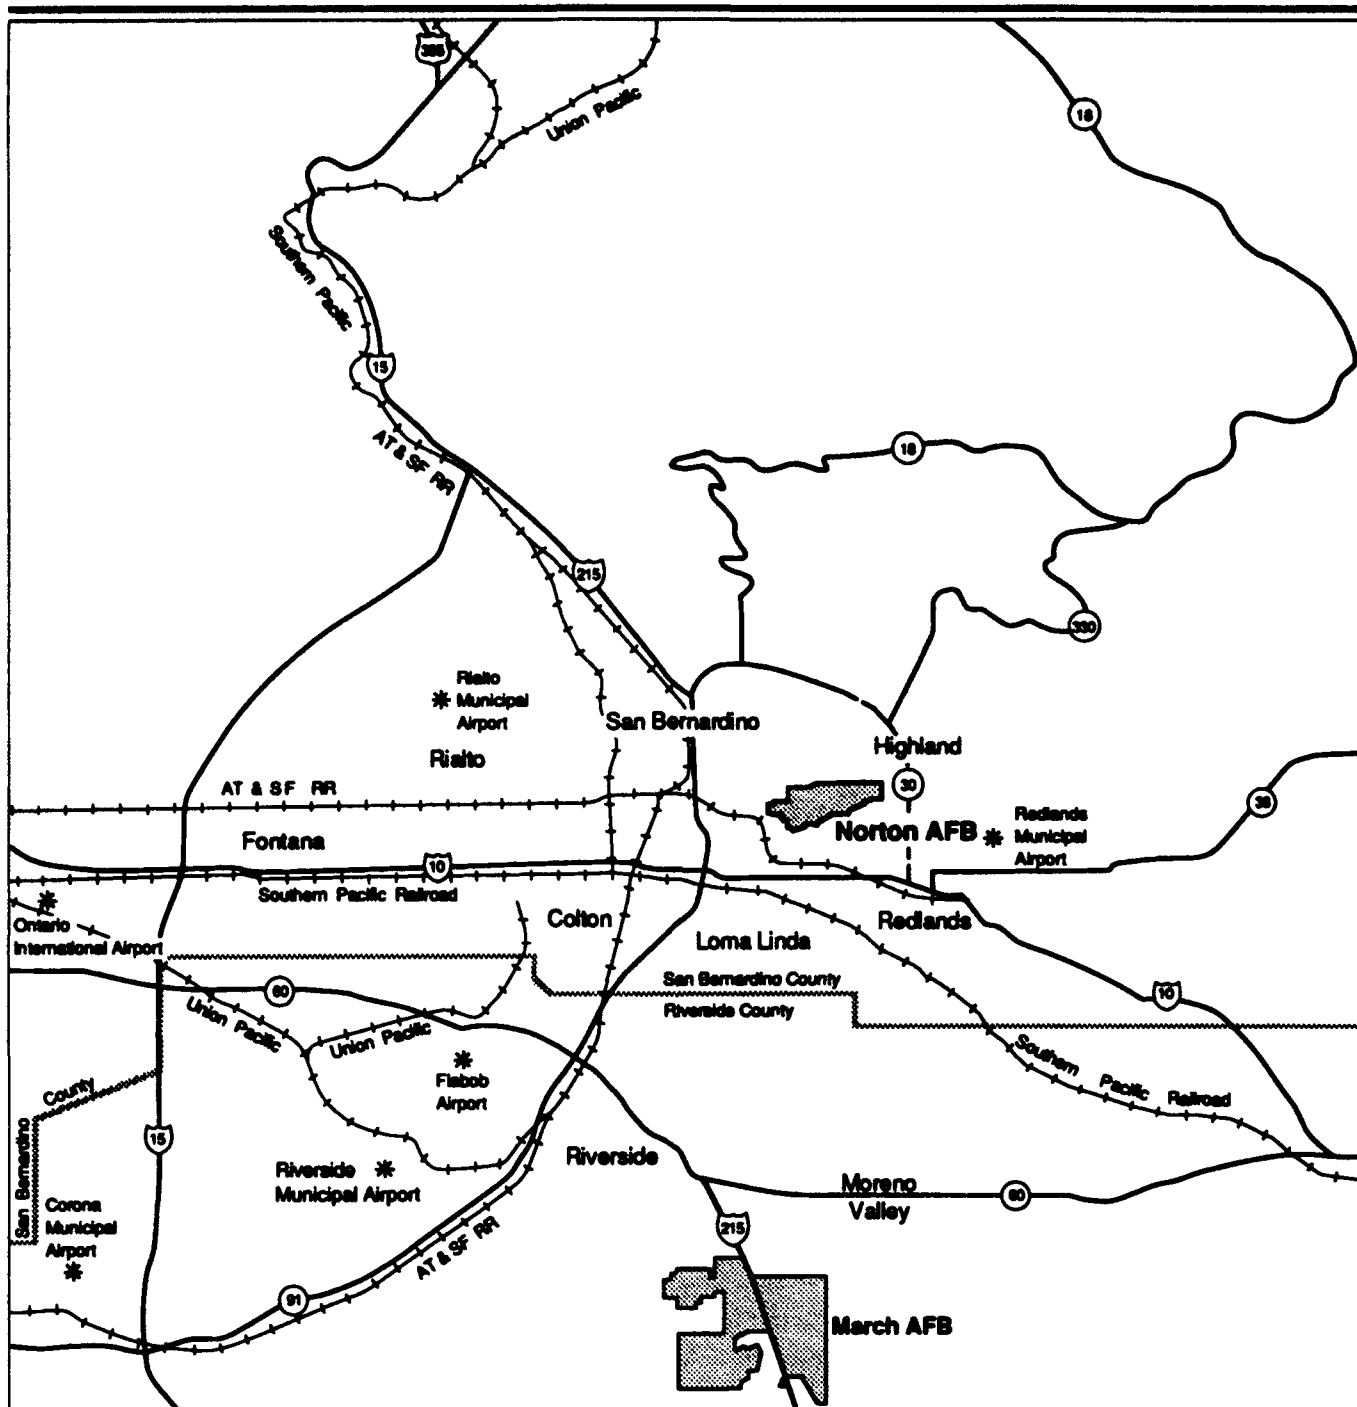 395
18
Union Pacific
Southern Pacific
15
AT & SF RR
18
215
330
Rialto
Municipal
Airport
San Bernardino
Highland
Rialto
30
AT & SF RR
38
Redlands
Municipal
Airport
Norton AFB
Fontana
10
Southern Pacific Railroad
Colton
Redlands
Ontario
International Airport
Loma Linda
San Bernardino County
60
10
Riverside County
Union Pacific
Union Pacific
Southern Pacific Railroad
Flabob
Airport
County
San Bernardino
15
Riverside
Riverside
Municipal Airport
Moreno
Valley
60
Corona
Municipal
Airport
215
AT & SF RR
91
March AFB